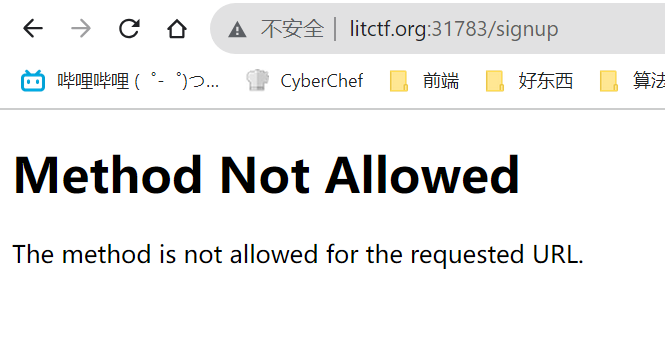 不安全 | litctf.org:31783/signup
哔哩哔哩 ( ゜- ゜)つ... CyberChef 前端 好东西 算法
Method Not Allowed
The method is not allowed for the requested URL.